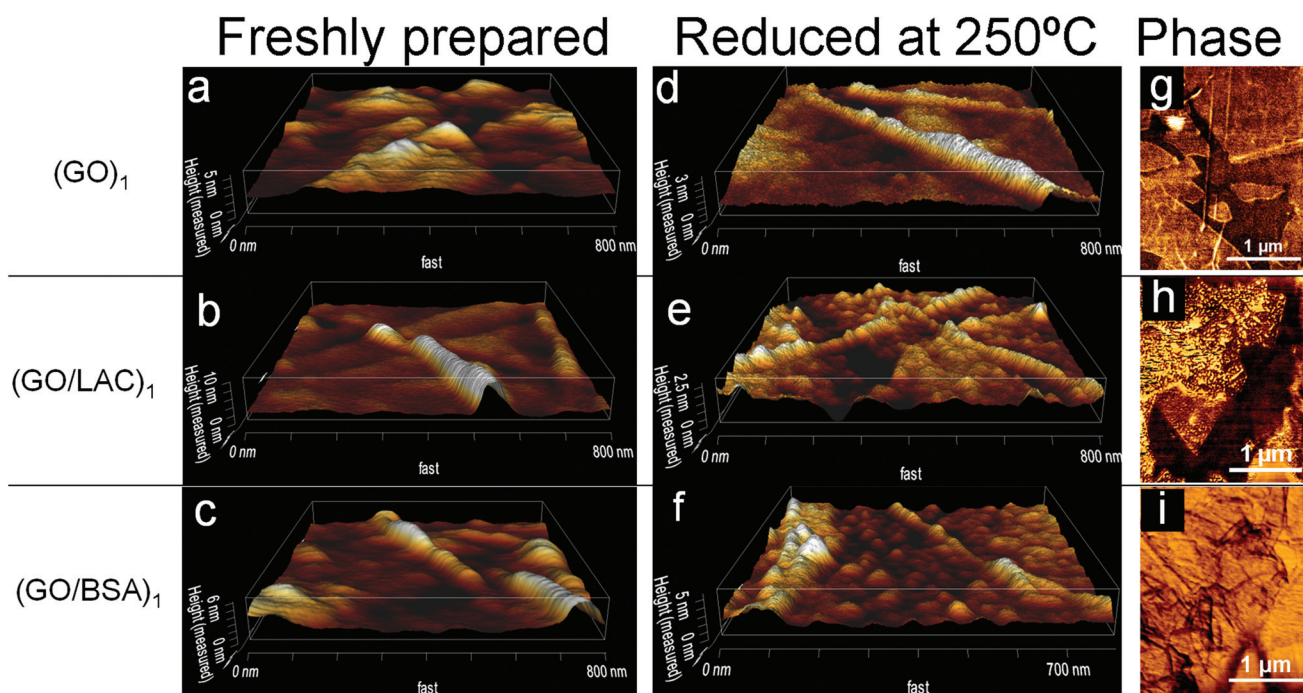 Freshly prepared Reduced at 250ºC Phase
(GO)1
a
Height (measured)
5 nm
0 nm
0 nm
800 nm
fast
d
Height (measured)
3 nm
0 nm
0 nm
800 nm
fast
g
1 µm
(GO/LAC)1
b
Height (measured)
10 nm
0 nm
0 nm
800 nm
fast
e
Height (measured)
2.5 nm
0 nm
0 nm
800 nm
fast
h
1 µm
(GO/BSA)1
c
Height (measured)
6 nm
0 nm
0 nm
800 nm
fast
f
Height (measured)
5 nm
0 nm
0 nm
700 nm
fast
i
1 µm